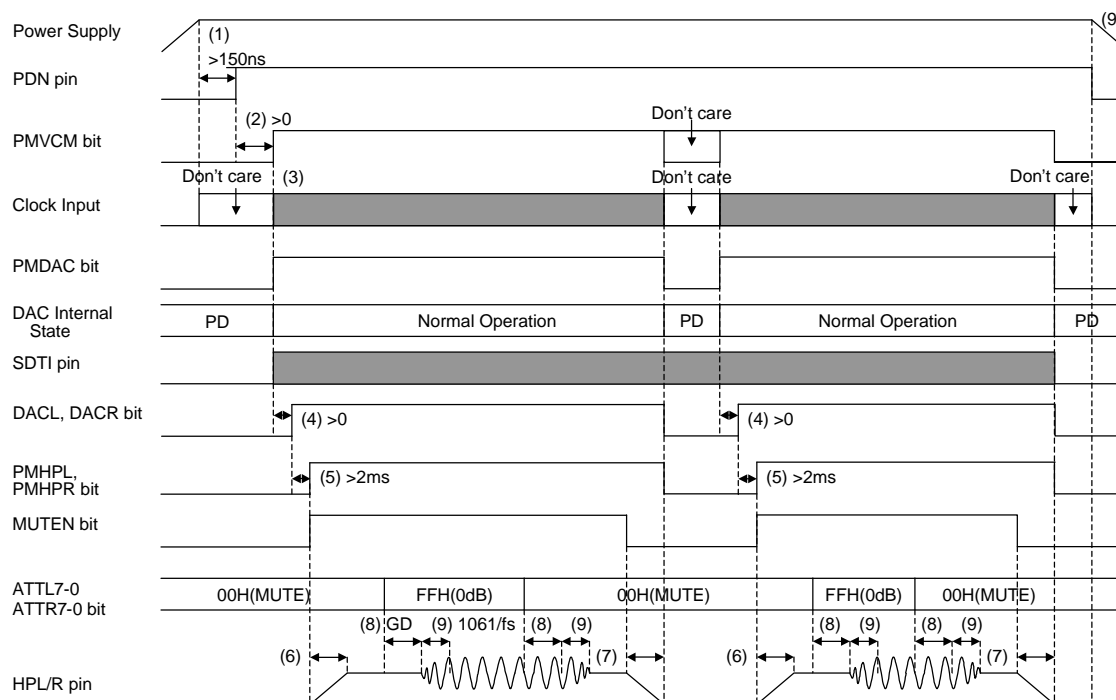 Power Supply (1) (9
>150ns
PDN pin
(2) >0 Don't care
PMVCM bit
Don't care (3) Don't care Don't care
Clock Input
PMDAC bit
DAC Internal
State
PD Normal Operation PD Normal Operation PD
SDTI pin
DACL, DACR bit (4) >0 (4) >0
PMHPL,
PMHPR bit
(5) >2ms (5) >2ms
MUTEN bit
ATTL7-0
ATTR7-0 bit
00H(MUTE) FFH(0dB) 00H(MUTE) FFH(0dB) 00H(MUTE)
(8) GD (9) 1061/fs (8) (9) (8) (9) (8) (9)
(6) (7) (6) (7)
HPL/R pin